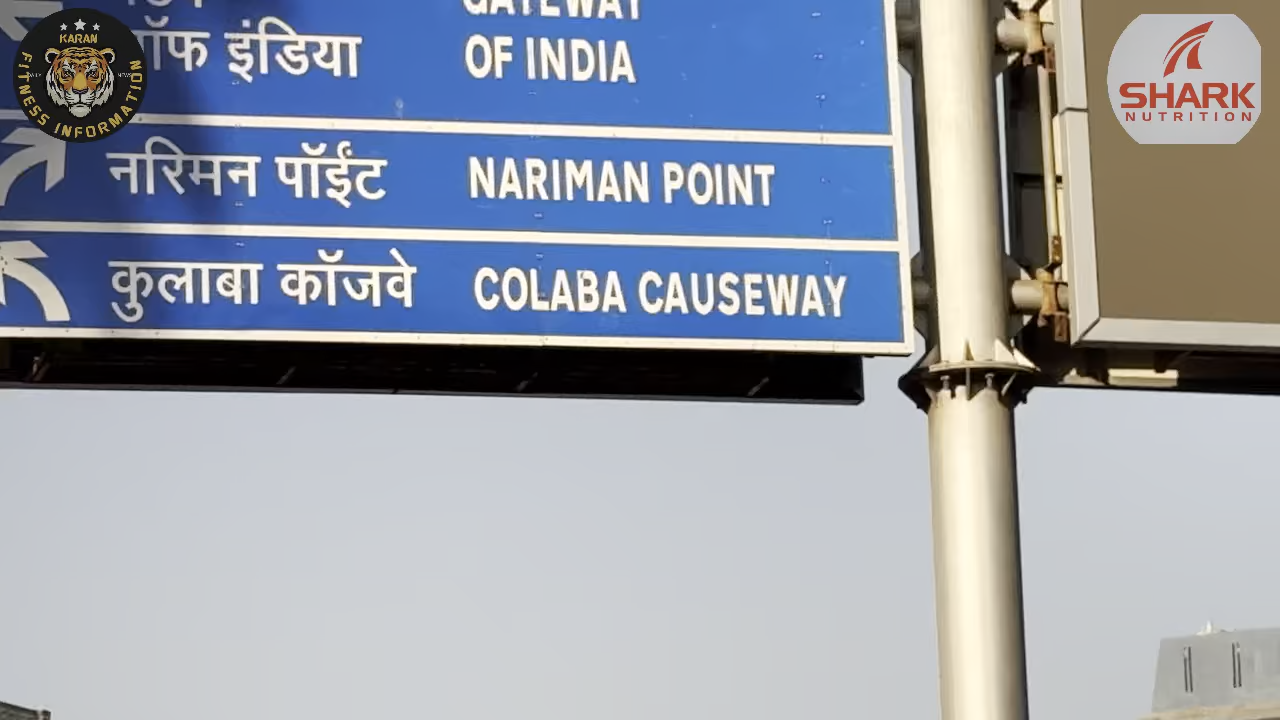 GATEWAY
ऑफ इंडिया OF INDIA
नरिमन पॉईंट NARIMAN POINT
कुलाबा कॉजवे COLABA CAUSEWAY
KARAN
FITNESS INFORMATION
SHARK
NUTRITION